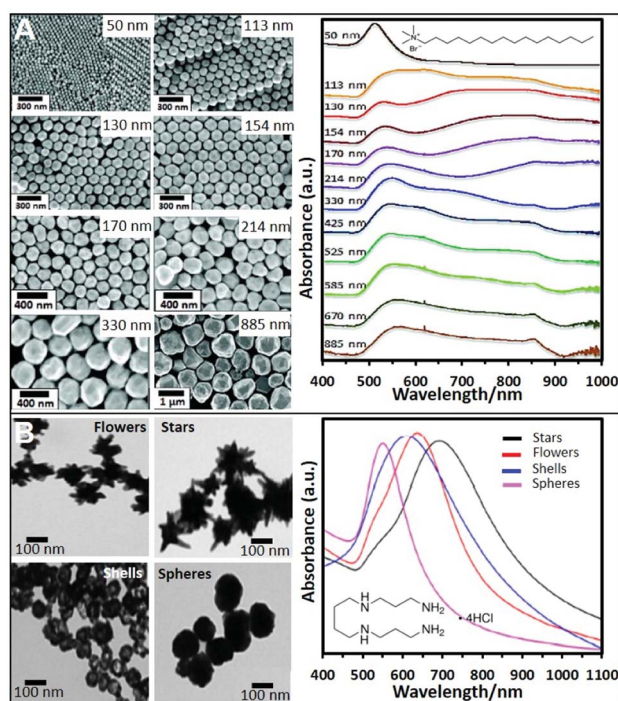 A
50 nm
300 nm
113 nm
300 nm
130 nm
300 nm
154 nm
300 nm
170 nm
400 nm
214 nm
400 nm
330 nm
400 nm
885 nm
1 µm
Absorbance (a.u.)
50 nm
113 nm
130 nm
154 nm
170 nm
214 nm
330 nm
425 nm
525 nm
585 nm
670 nm
885 nm
N+
Br-
400 500 600 700 800 900 1000
Wavelength/nm
B
Flowers
100 nm
Stars
100 nm
Shells
100 nm
Spheres
100 nm
Absorbance (a.u.)
Stars
Flowers
Shells
Spheres
H
N
NH2
• 4HCl
N
H
NH2
400 500 600 700 800 900 1000 1100
Wavelength/nm